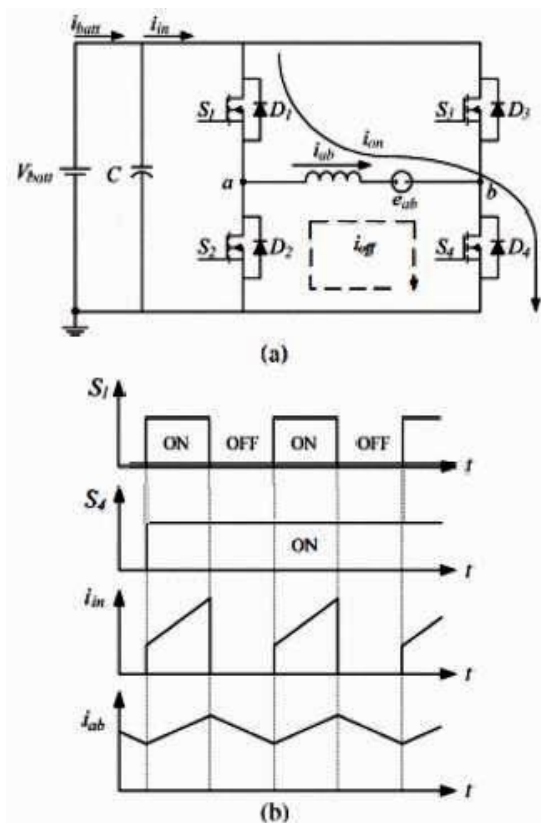 i_batt i_in
S_1 D_1 S_3 D_3
i_on
i_ab
V_batt C a b
e_ab
S_2 D_2 i_off S_4 D_4
(a)
S_1
ON OFF ON OFF
t
S_4
ON
t
i_in
t
i_ab
t
(b)